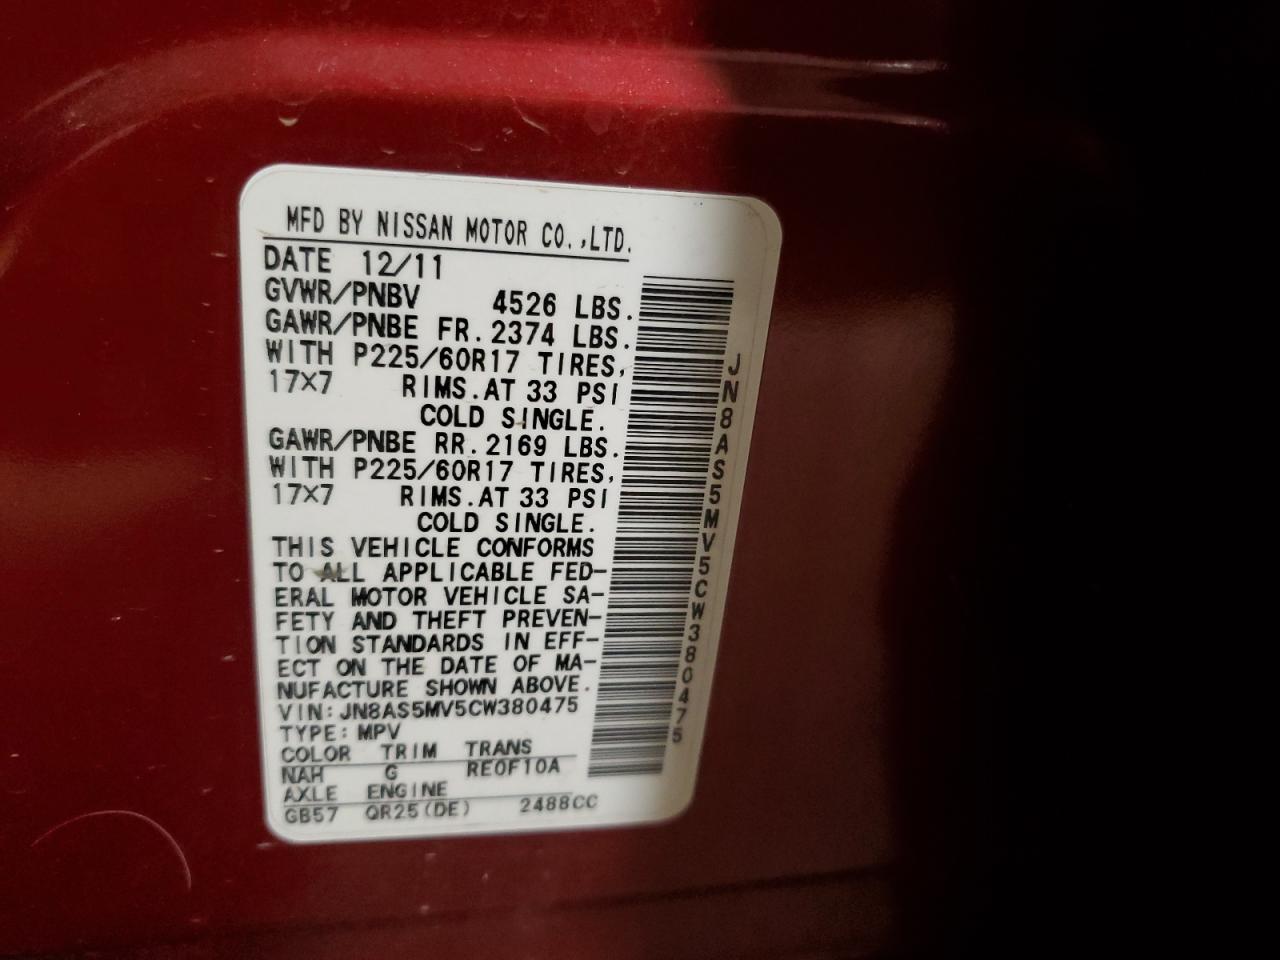 MFD BY NISSAN MOTOR CO.,LTD.
DATE 12/11
GVWR/PNBV 4526 LBS.
GAWR/PNBE FR. 2374 LBS.
WITH P225/60R17 TIRES,
17×7 RIMS. AT 33 PSI
COLD SINGLE.
GAWR/PNBE RR. 2169 LBS.
WITH P225/60R17 TIRES,
17×7 RIMS. AT 33 PSI
COLD SINGLE.
THIS VEHICLE CONFORMS
TO ALL APPLICABLE FED-
ERAL MOTOR VEHICLE SA-
FETY AND THEFT PREVEN-
TION STANDARDS IN EFF-
ECT ON THE DATE OF MA-
NUFACTURE SHOWN ABOVE.
VIN: JN8AS5MV5CW380475
TYPE: MPV
COLOR TRIM TRANS
NAH G RE0F10A
AXLE ENGINE
GB57 QR25(DE) 2488CC
JN8AS5MV5CW380475